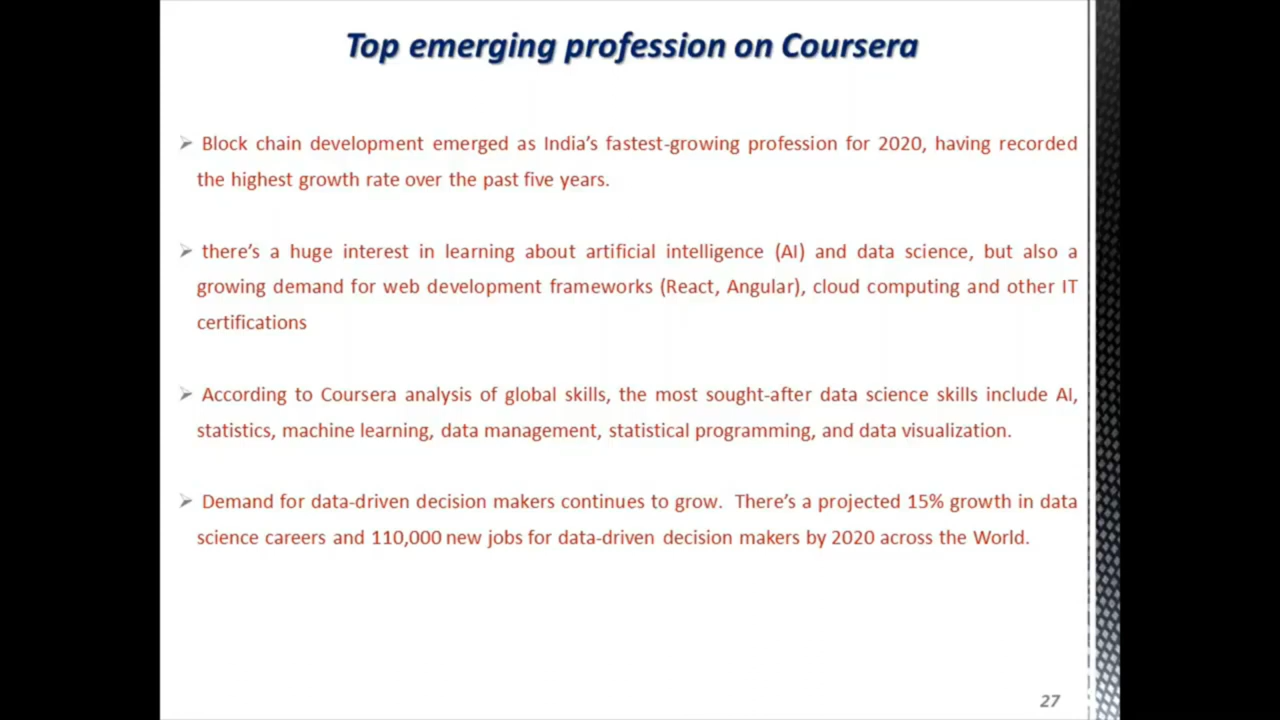 Top emerging profession on Coursera
Block chain development emerged as India's fastest-growing profession for 2020, having recorded
the highest growth rate over the past five years.
there's a huge interest in learning about artificial intelligence (AI) and data science, but also a
growing demand for web development frameworks (React, Angular), cloud computing and other IT
certifications
According to Coursera analysis of global skills, the most sought-after data science skills include AI,
statistics, machine learning, data management, statistical programming, and data visualization.
Demand for data-driven decision makers continues to grow. There's a projected 15% growth in data
science careers and 110,000 new jobs for data-driven decision makers by 2020 across the World.
27